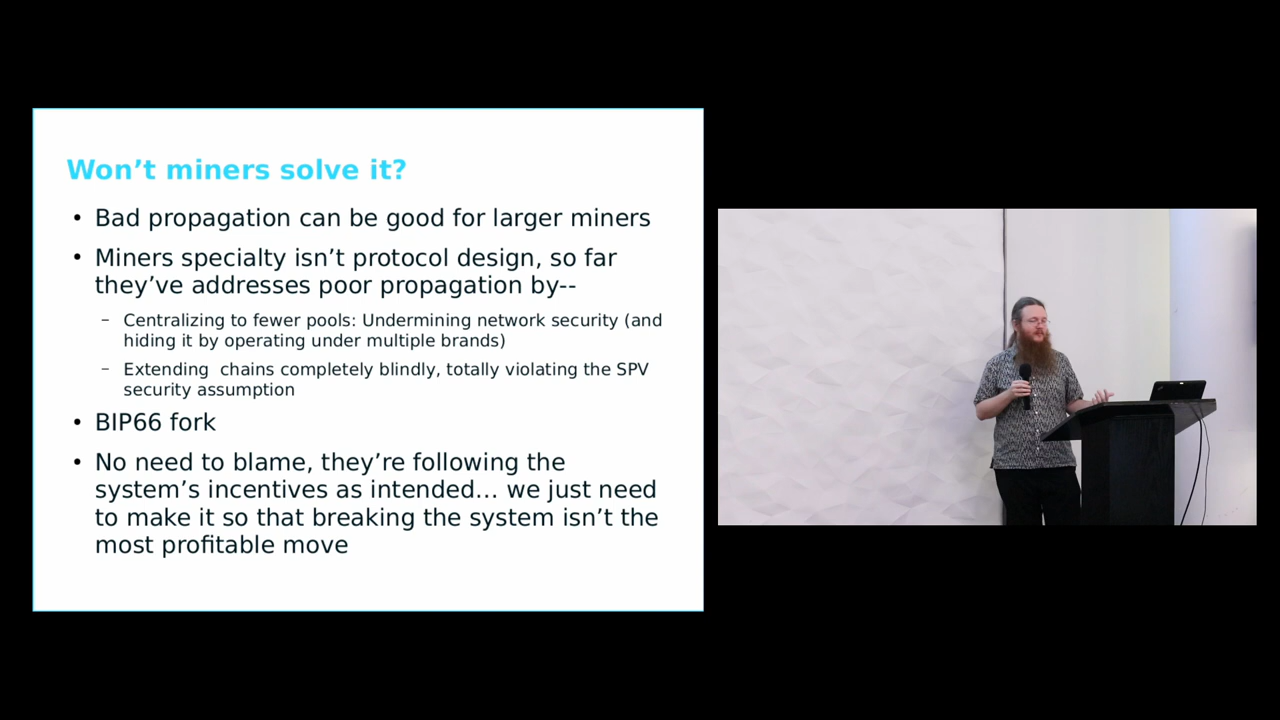 Won’t miners solve it?
• Bad propagation can be good for larger miners
• Miners specialty isn’t protocol design, so far
they’ve addresses poor propagation by--
– Centralizing to fewer pools: Undermining network security (and
hiding it by operating under multiple brands)
– Extending  chains completely blindly, totally violating the SPV
security assumption
• BIP66 fork
• No need to blame, they’re following the
system’s incentives as intended… we just need
to make it so that breaking the system isn’t the
most profitable move